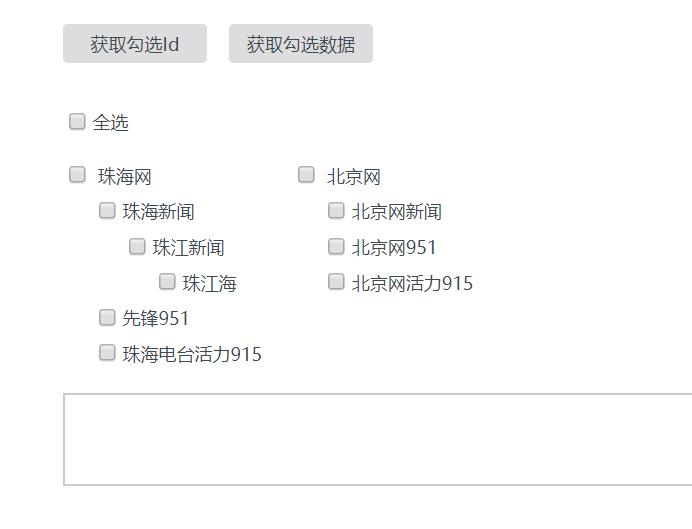 获取勾选Id 获取勾选数据
全选
珠海网
珠海新闻
珠江新闻
珠江海
先锋951
珠海电台活力915
北京网
北京网新闻
北京网951
北京网活力915